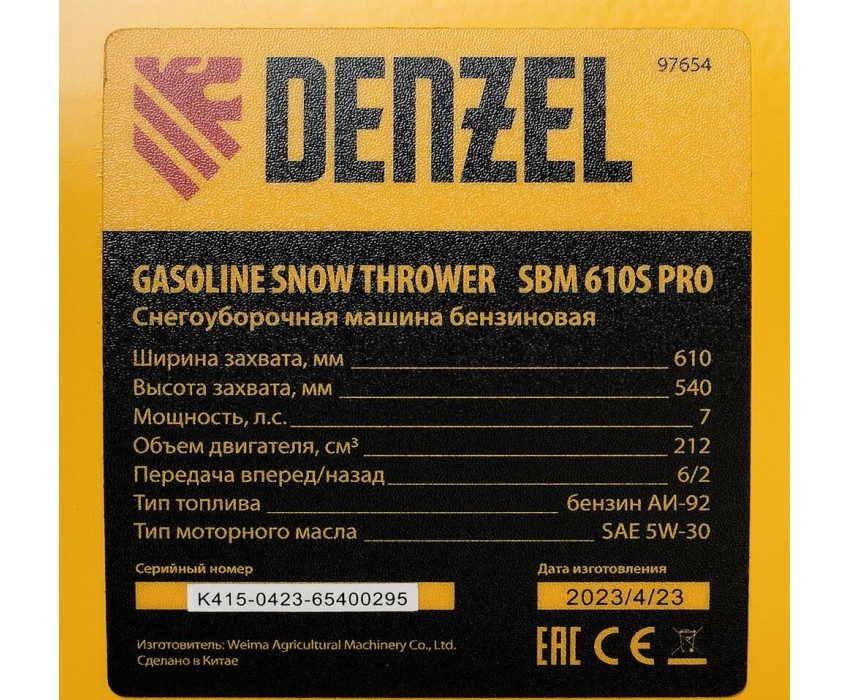 DENZEL
97654
GASOLINE SNOW THROWER SBM 610S PRO
Снегоуборочная машина бензиновая
Ширина захвата, мм 610
Высота захвата, мм 540
Мощность, л.с. 7
Объем двигателя, см³ 212
Передача вперед/назад 6/2
Тип топлива бензин АИ-92
Тип моторного масла SAE 5W-30
Серийный номер Дата изготовления
K415-0423-65400295 2023/4/23
Изготовитель: Weima Agricultural Machinery Co., Ltd.
Сделано в Китае
EAC CE